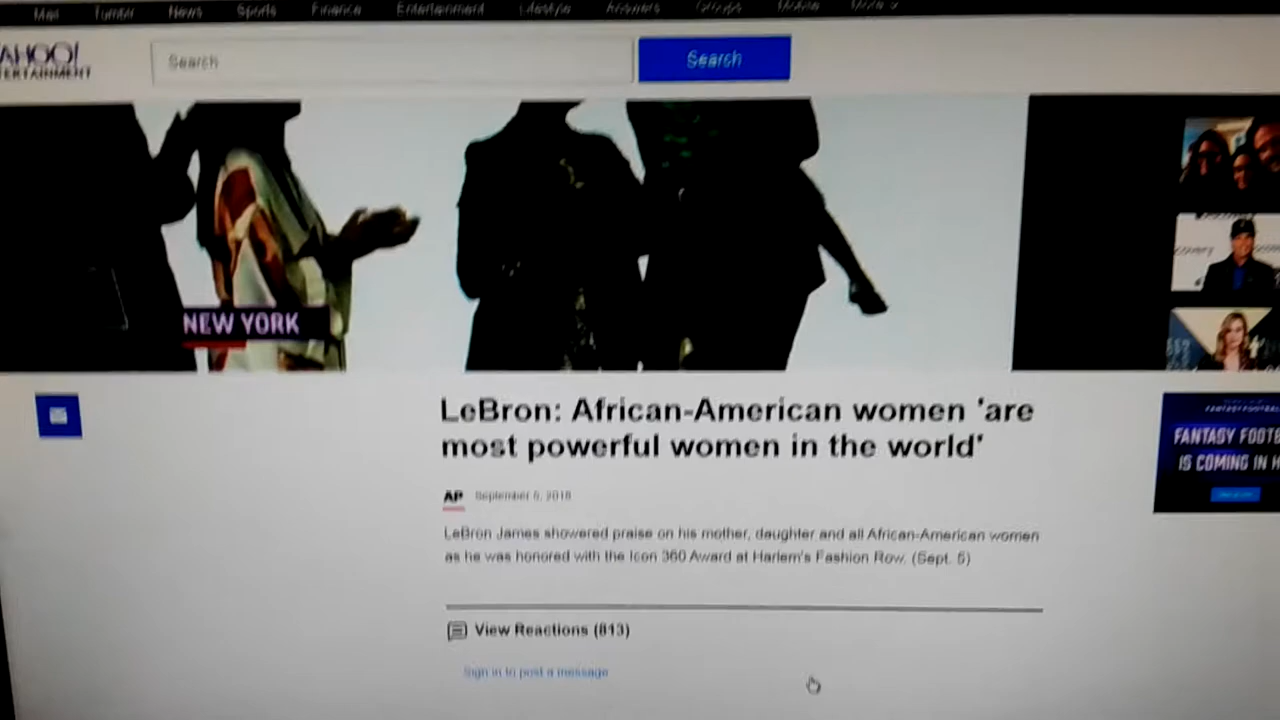 Mail Tumblr News Sports Finance Entertainment Lifestyle Answers Groups Mobile More
AHOO!
TERTAINMENT
Search
Search
NEW YORK
LeBron: African-American women 'are
most powerful women in the world'
AP September 5, 2018
LeBron James showered praise on his mother, daughter and all African-American women
as he was honored with the Icon 360 Award at Harlem's Fashion Row. (Sept. 5)
FANTASY FOOTB
IS COMING IN H
View Reactions (813)
Sign in to post a message